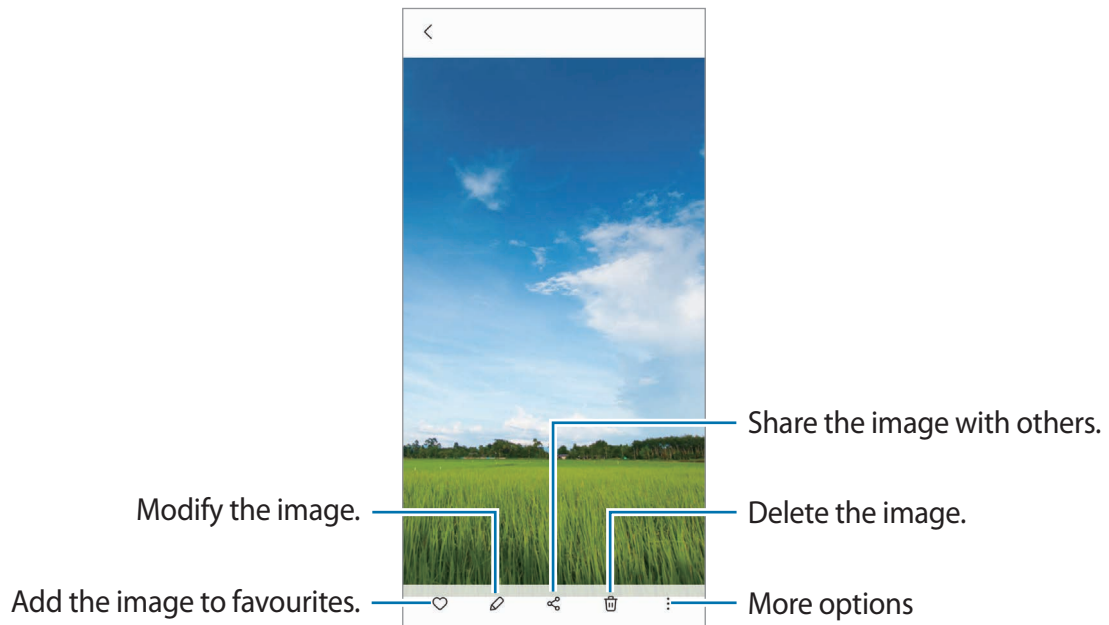 Share the image with others.
Modify the image.
Delete the image.
Add the image to favourites.
More options